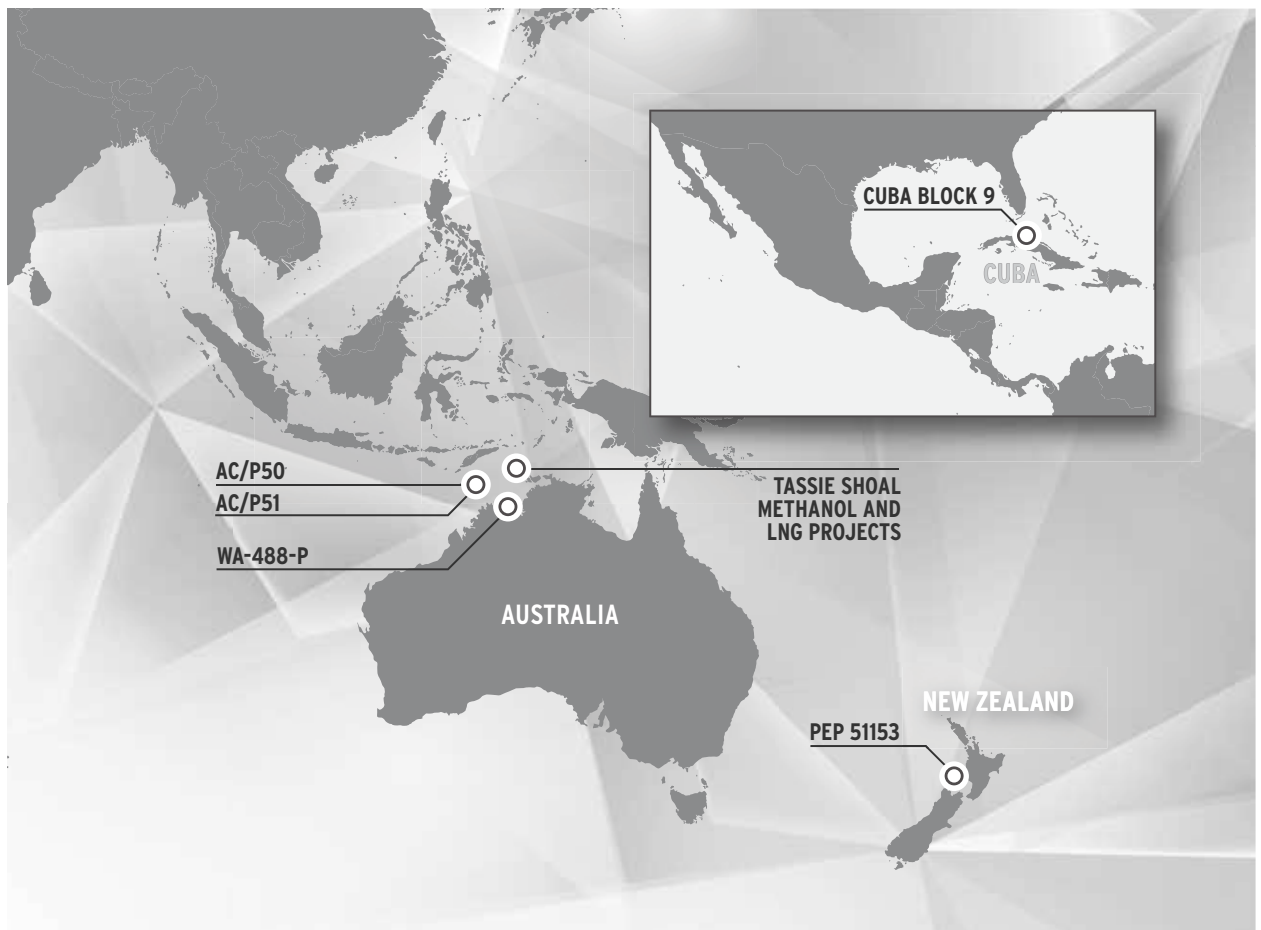 CUBA BLOCK 9
CUBA
AC/P50
AC/P51
WA-488-P
TASSIE SHOAL
METHANOL AND
LNG PROJECTS
AUSTRALIA
NEW ZEALAND
PEP 51153